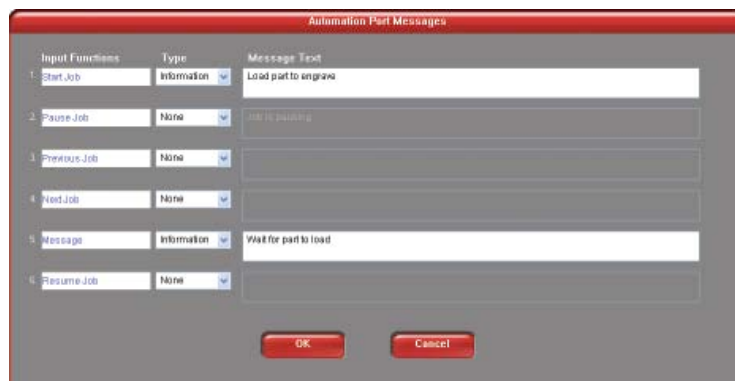 Automation Port Messages
Input Functions Type Message Text
1. Start Job Information Load part to engrave
2. Pause Job None Job is pausing
3. Previous Job None
4. Next Job None
5. Message Information Wait for part to load
6. Resume Job None
OK Cancel